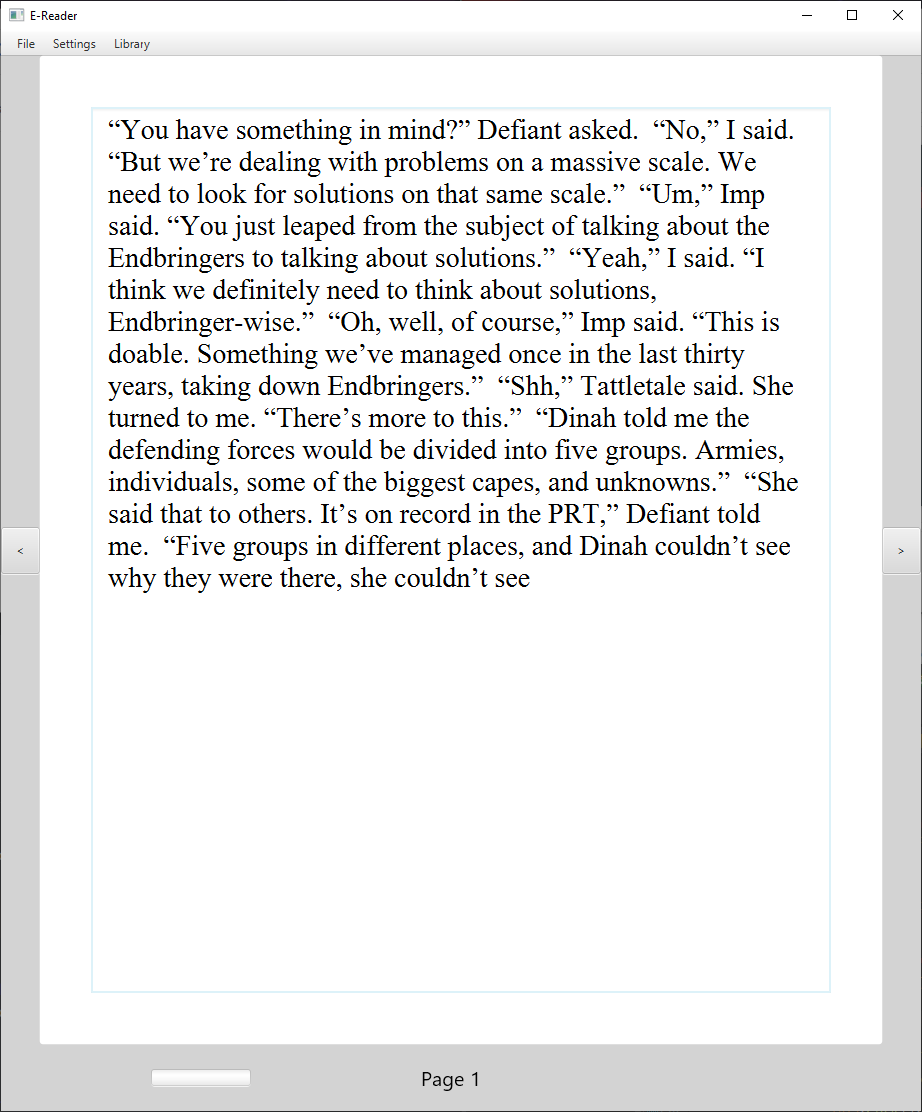 E-Reader
File Settings Library
“You have something in mind?” Defiant asked.  “No,” I said.
“But we’re dealing with problems on a massive scale. We
need to look for solutions on that same scale.”  “Um,” Imp
said. “You just leaped from the subject of talking about the
Endbringers to talking about solutions.”  “Yeah,” I said. “I
think we definitely need to think about solutions,
Endbringer-wise.”  “Oh, well, of course,” Imp said. “This is
doable. Something we’ve managed once in the last thirty
years, taking down Endbringers.”  “Shh,” Tattletale said. She
turned to me. “There’s more to this.”  “Dinah told me the
defending forces would be divided into five groups. Armies,
individuals, some of the biggest capes, and unknowns.”  “She
said that to others. It’s on record in the PRT,” Defiant told
me.  “Five groups in different places, and Dinah couldn’t see
why they were there, she couldn’t see
<
>
Page 1